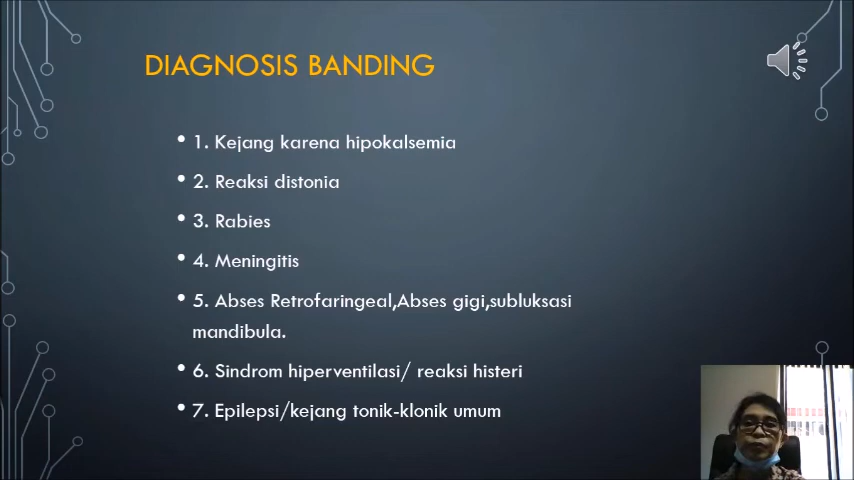 DIAGNOSIS BANDING
• 1. Kejang karena hipokalsemia
• 2. Reaksi distonia
• 3. Rabies
• 4. Meningitis
• 5. Abses Retrofaringeal,Abses gigi,subluksasi
mandibula.
• 6. Sindrom hiperventilasi/ reaksi histeri
• 7. Epilepsi/kejang tonik-klonik umum